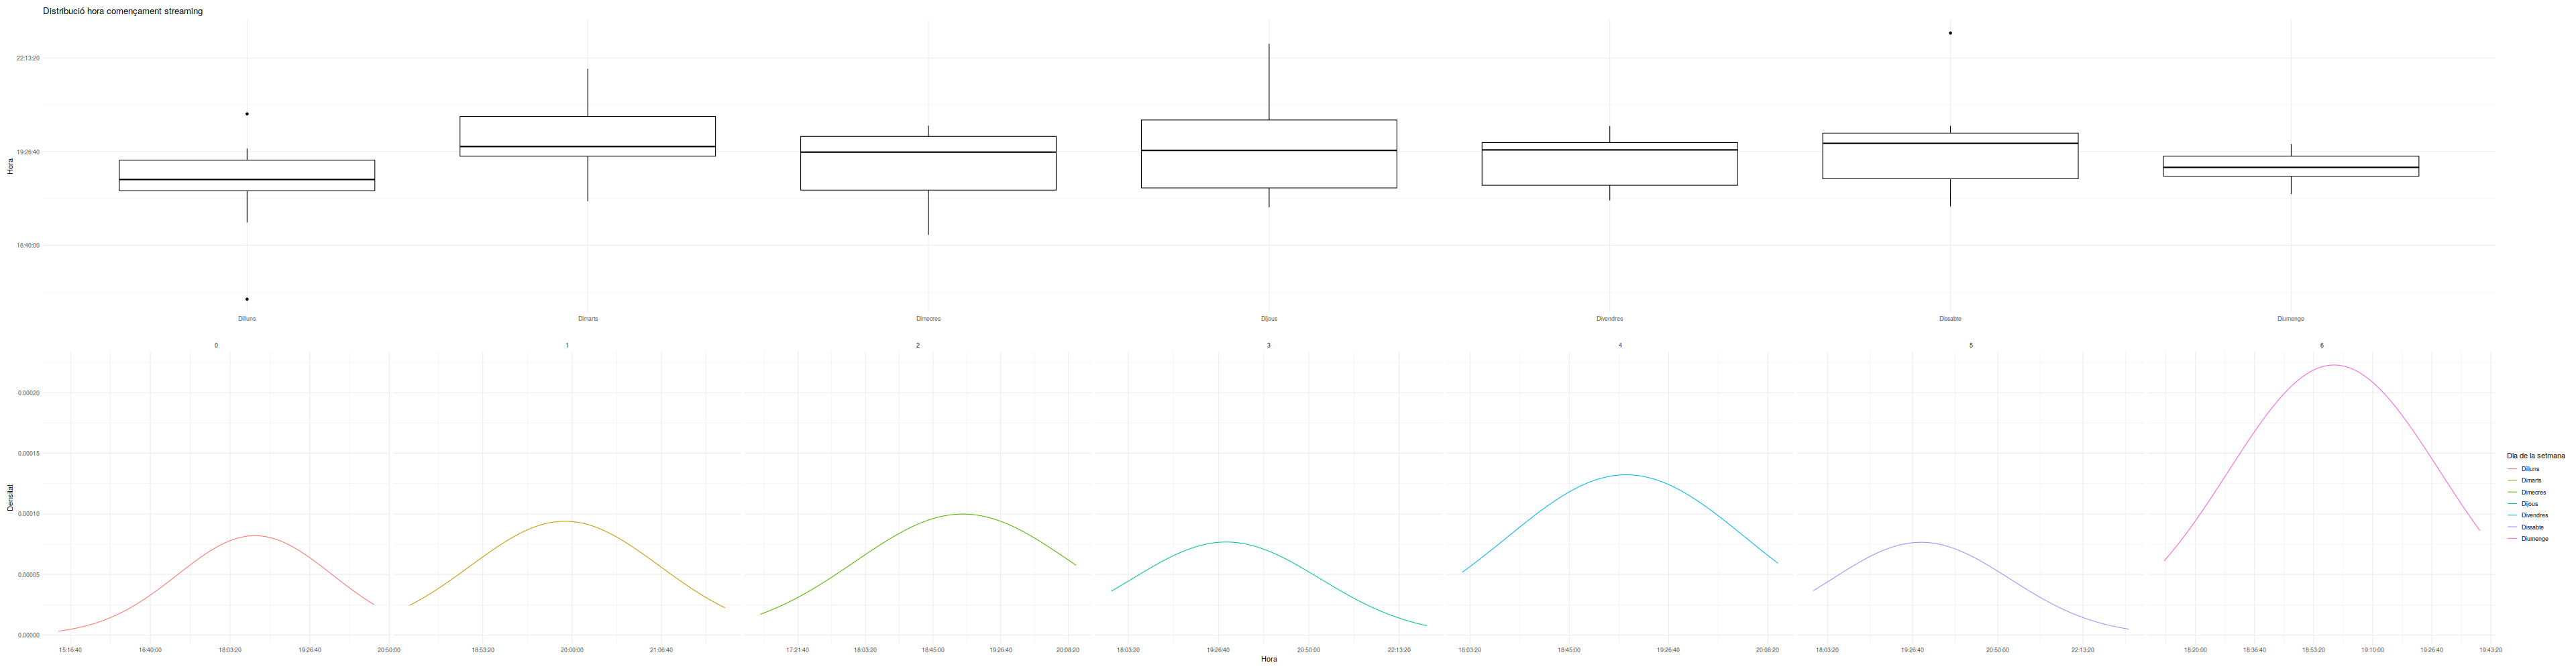 Distribució hora començament streaming
Hora
22:13:20
19:26:40
16:40:00
Dilluns
Dimarts
Dimecres
Dijous
Divendres
Dissabte
Diumenge
0
1
2
3
4
5
6
Densitat
0.00020
0.00015
0.00010
0.00005
0.00000
15:16:40
16:40:00
18:03:20
19:26:40
20:50:00
18:53:20
20:00:00
21:06:40
17:21:40
18:03:20
18:45:00
19:26:40
20:08:20
18:03:20
19:26:40
20:50:00
22:13:20
18:03:20
18:45:00
19:26:40
20:08:20
18:03:20
19:26:40
20:50:00
22:13:20
18:20:00
18:36:40
18:53:20
19:10:00
19:26:40
19:43:20
Hora
Dia de la setmana
Dilluns
Dimarts
Dimecres
Dijous
Divendres
Dissabte
Diumenge